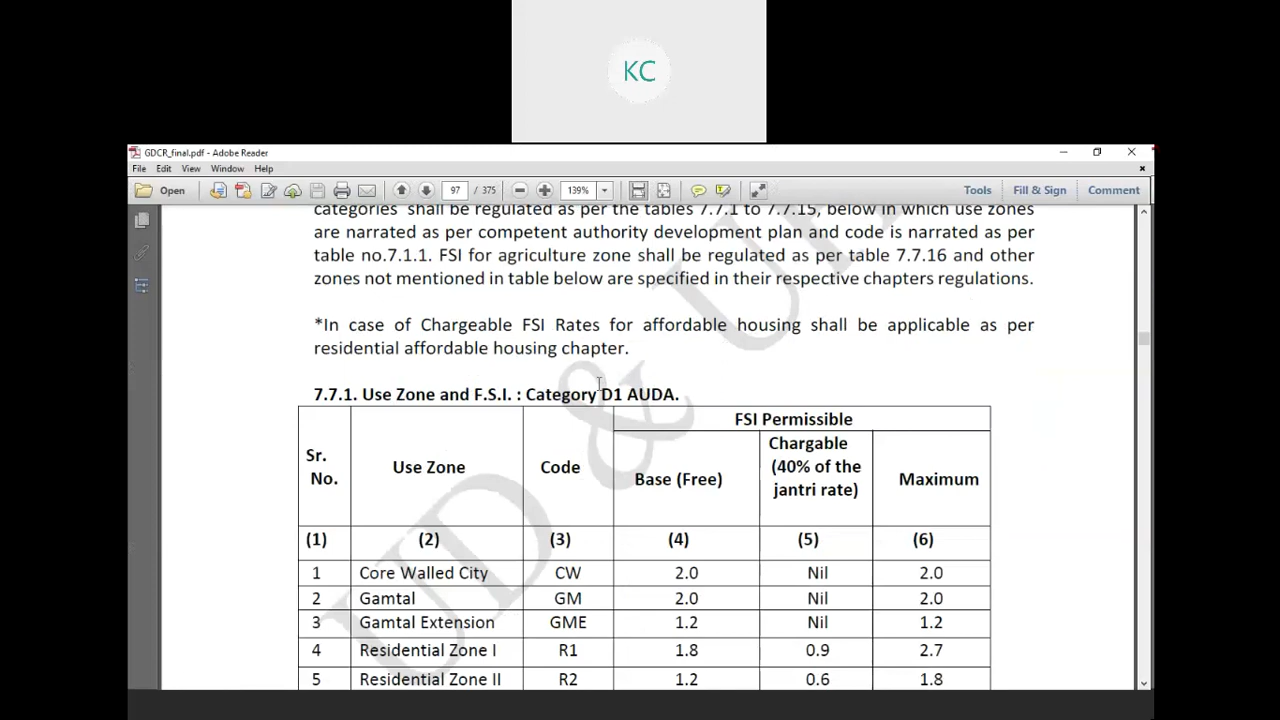 KC
GDCR_final.pdf - Adobe Reader
File Edit View Window Help
Open 97 / 375 139% Tools Fill & Sign Comment
categories shall be regulated as per the tables 7.7.1 to 7.7.15, below in which use zones
are narrated as per competent authority development plan and code is narrated as per
table no.7.1.1. FSI for agriculture zone shall be regulated as per table 7.7.16 and other
zones not mentioned in table below are specified in their respective chapters regulations.
*In case of Chargeable FSI Rates for affordable housing shall be applicable as per
residential affordable housing chapter.
7.7.1. Use Zone and F.S.I. : Category D1 AUDA.
Sr. No. Use Zone Code FSI Permissible
Base (Free) Chargable (40% of the jantri rate) Maximum
(1) (2) (3) (4) (5) (6)
1 Core Walled City CW 2.0 Nil 2.0
2 Gamtal GM 2.0 Nil 2.0
3 Gamtal Extension GME 1.2 Nil 1.2
4 Residential Zone I R1 1.8 0.9 2.7
5 Residential Zone II R2 1.2 0.6 1.8
UD & U